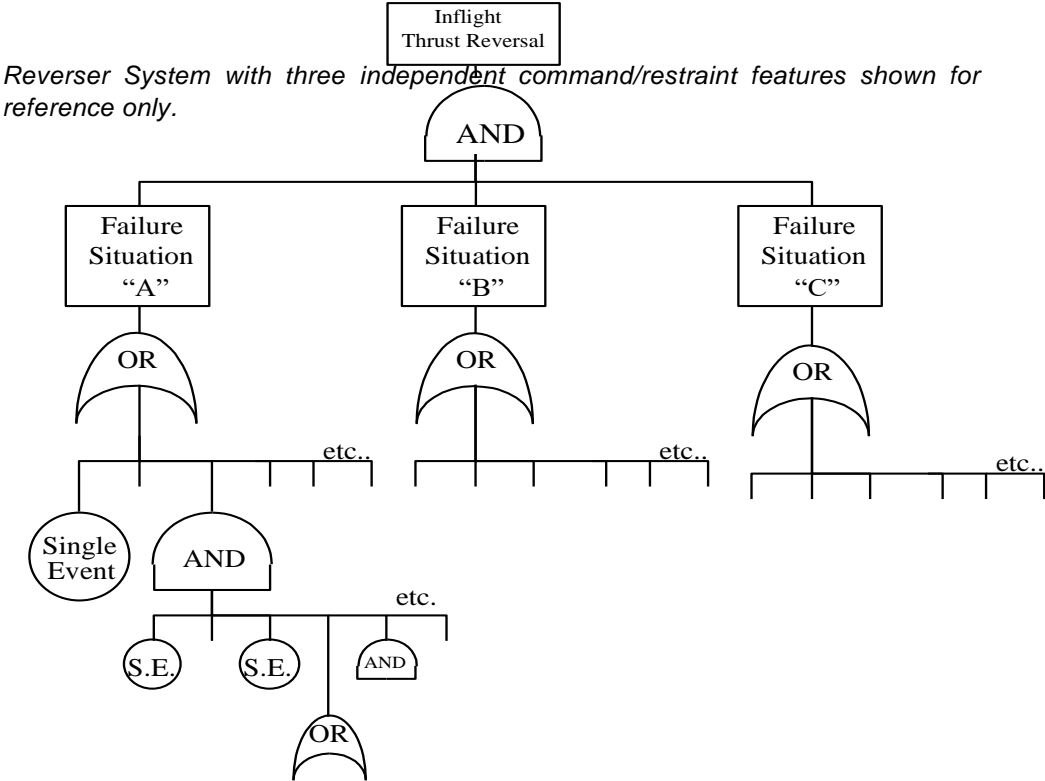 Inflight
Thrust Reversal
Reverser System with three independent command/restraint features shown for
reference only.
AND
Failure
Situation
“A”
Failure
Situation
“B”
Failure
Situation
“C”
OR
OR
OR
etc..
etc..
etc..
Single
Event
AND
etc.
S.E.
S.E.
AND
OR